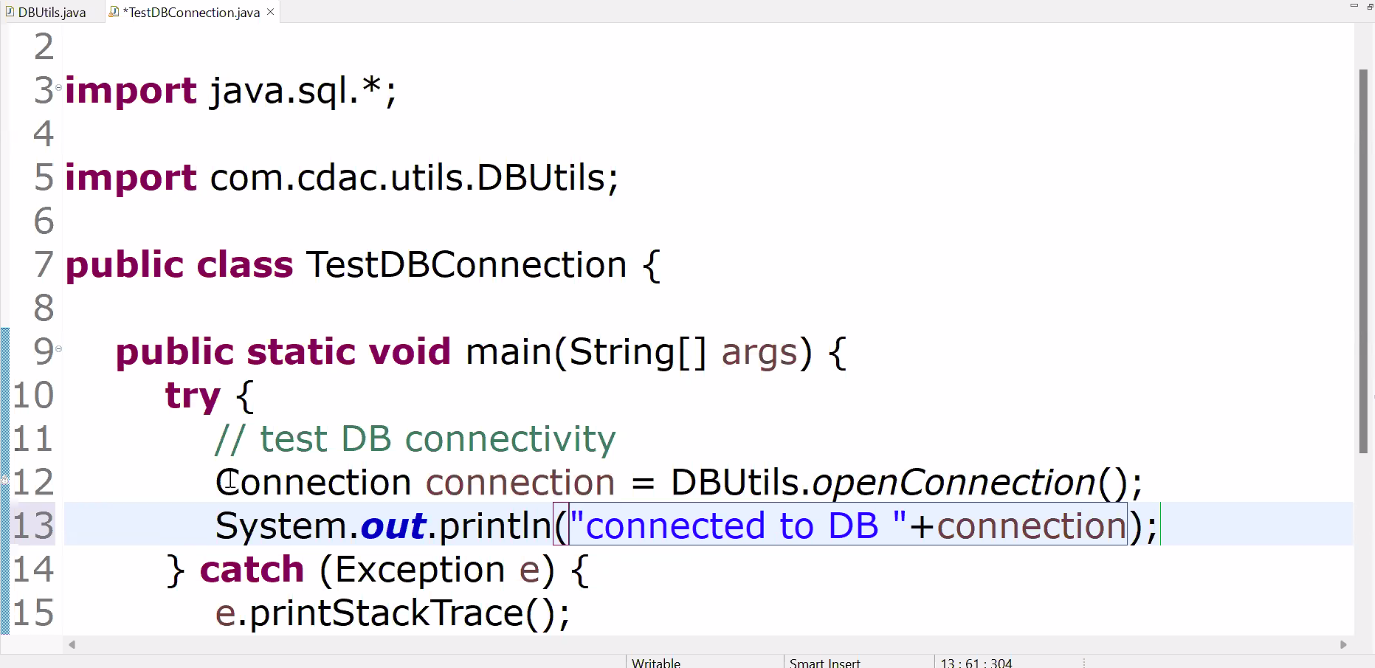 DBUtils.java *TestDBConnection.java
2
3 import java.sql.*;
4
5 import com.cdac.utils.DBUtils;
6
7 public class TestDBConnection {
8
9 public static void main(String[] args) {
10 try {
11 // test DB connectivity
12 Connection connection = DBUtils.openConnection();
13 System.out.println("connected to DB "+connection);
14 } catch (Exception e) {
15 e.printStackTrace();
Writable Smart Insert 13 : 61 : 304